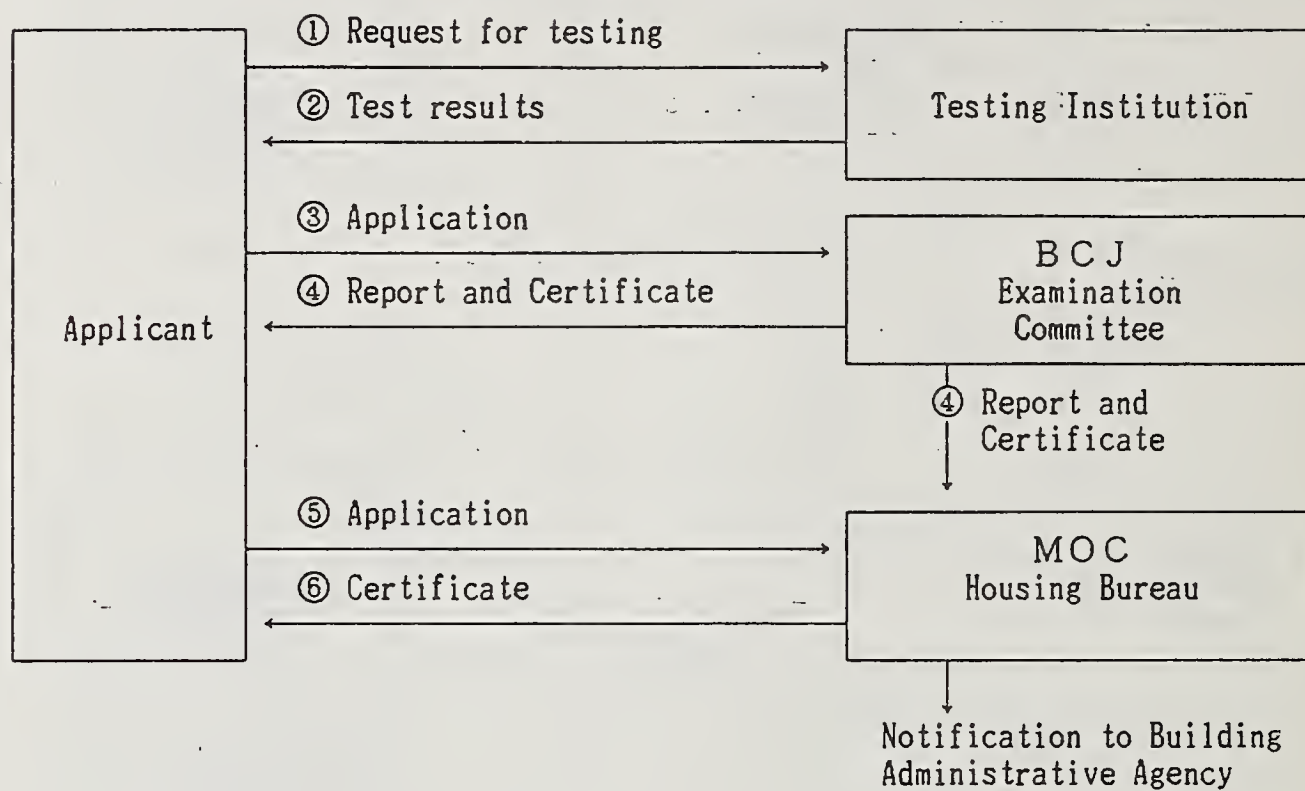 ① Request for testing
② Test results
Testing Institution
③ Application
④ Report and Certificate
BCJ
Examination
Committee
Applicant
④ Report and
Certificate
⑤ Application
⑥ Certificate
MOC
Housing Bureau
Notification to Building
Administrative Agency